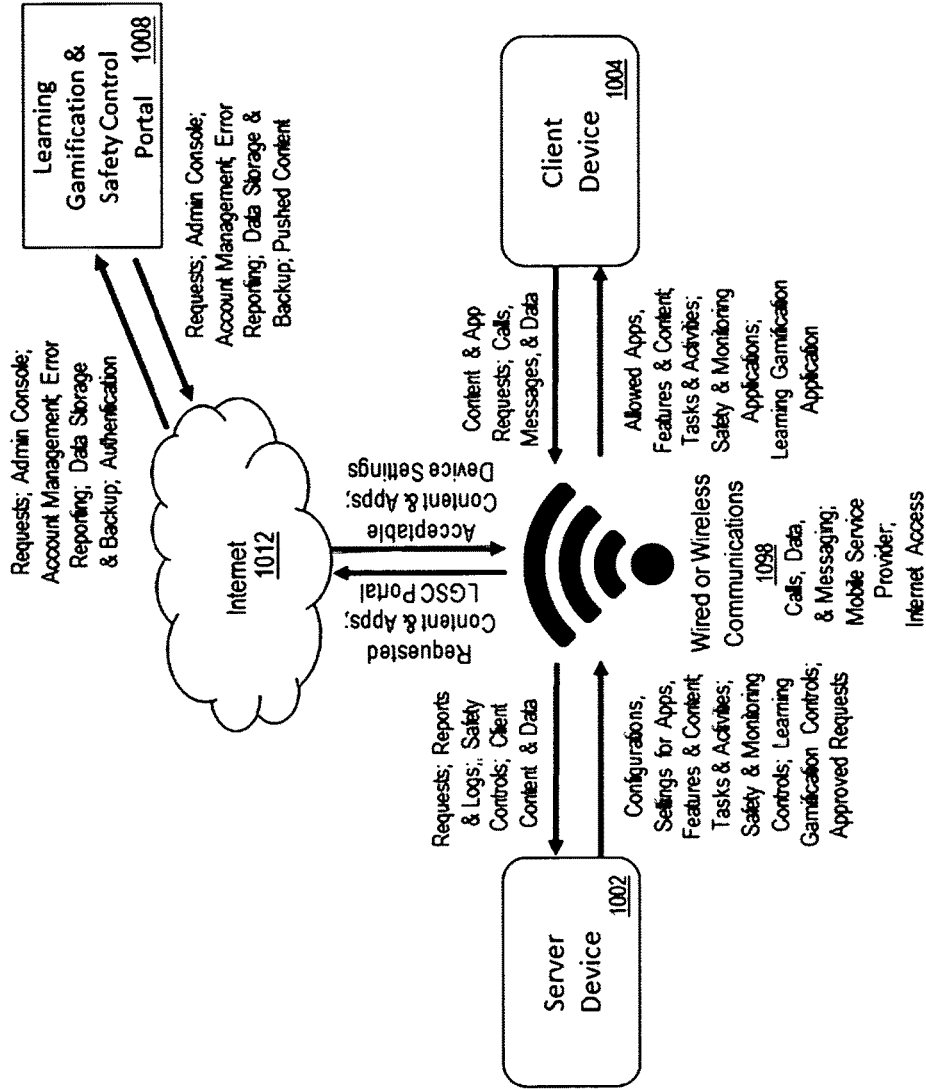 Learning
Gamification &
Safety Control
Portal 1008
Requests; Admin Console;
Account Management; Error
Reporting; Data Storage
& Backup; Authentication
Requests; Admin Console;
Account Management; Error
Reporting; Data Storage &
Backup; Pushed Content
Internet
1012
Requested
Content & Apps;
LGSC Portal
Acceptable
Content & Apps;
Device Settings
Server
Device
1002
Requests; Reports
& Logs;; Safety
Controls; Client
Content & Data
Configurations,
Settings for Apps,
Features & Content;
Tasks & Activities;
Safety & Monitoring
Controls; Learning
Gamification Controls;
Approved Requests
Wired or Wireless
Communications
1098
Calls, Data,
& Messaging;
Mobile Service
Provider;
Internet Access
Content & App
Requests; Calls,
Messages, & Data
Allowed Apps,
Features & Content;
Tasks & Activities;
Safety & Monitoring
Applications;
Learning Gamification
Application
Client
Device
1004